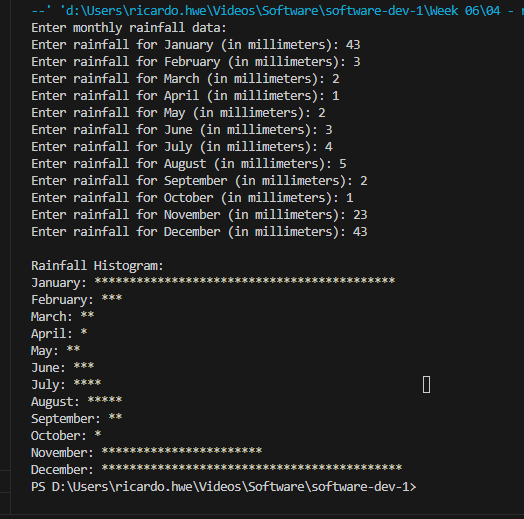 --' 'd:\Users\ricardo.hwe\Videos\Software\software-dev-1\Week 06\04 -
Enter monthly rainfall data:
Enter rainfall for January (in millimeters): 43
Enter rainfall for February (in millimeters): 3
Enter rainfall for March (in millimeters): 2
Enter rainfall for April (in millimeters): 1
Enter rainfall for May (in millimeters): 2
Enter rainfall for June (in millimeters): 3
Enter rainfall for July (in millimeters): 4
Enter rainfall for August (in millimeters): 5
Enter rainfall for September (in millimeters): 2
Enter rainfall for October (in millimeters): 1
Enter rainfall for November (in millimeters): 23
Enter rainfall for December (in millimeters): 43
Rainfall Histogram:
January: *******************************************
February: ***
March: **
April: *
May: **
June: ***
July: ****
August: *****
September: **
October: *
November: ***********************
December: *******************************************
PS D:\Users\ricardo.hwe\Videos\Software\software-dev-1>